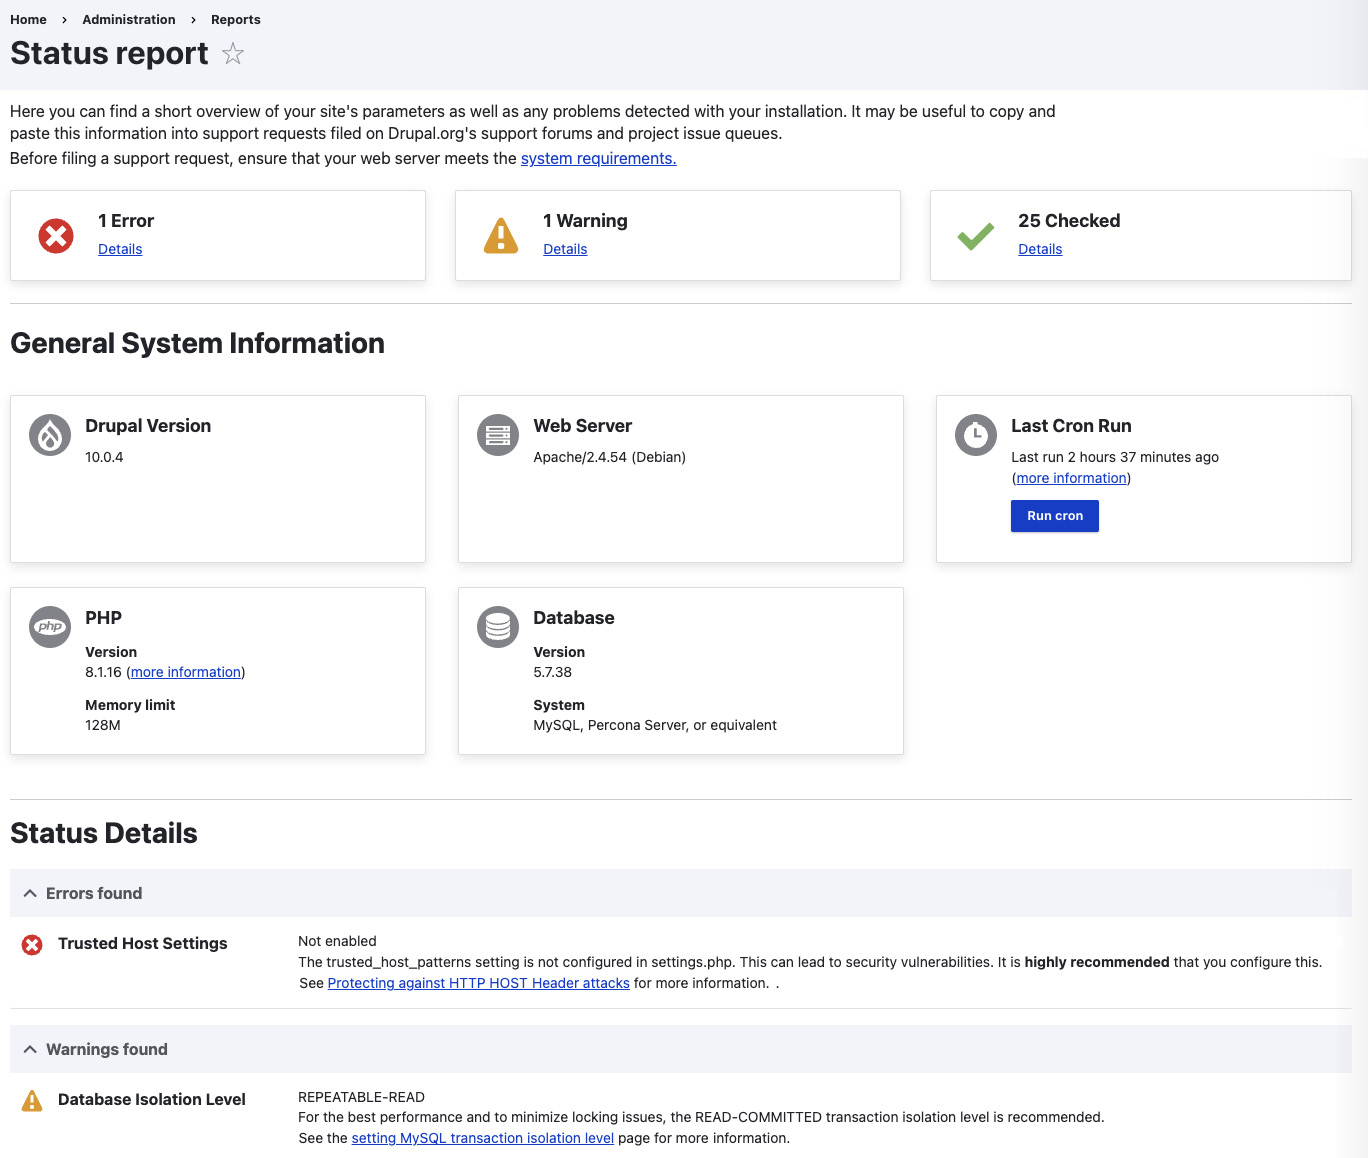 Home › Administration › Reports
Status report
Here you can find a short overview of your site's parameters as well as any problems detected with your installation. It may be useful to copy and
paste this information into support requests filed on Drupal.org's support forums and project issue queues.
Before filing a support request, ensure that your web server meets the system requirements.
1 Error
Details
1 Warning
Details
25 Checked
Details
General System Information
Drupal Version
10.0.4
Web Server
Apache/2.4.54 (Debian)
Last Cron Run
Last run 2 hours 37 minutes ago
(more information)
Run cron
php
PHP
Version
8.1.16 (more information)
Memory limit
128M
Database
Version
5.7.38
System
MySQL, Percona Server, or equivalent
Status Details
Errors found
Trusted Host Settings
Not enabled
The trusted_host_patterns setting is not configured in settings.php. This can lead to security vulnerabilities. It is highly recommended that you configure this.
See Protecting against HTTP HOST Header attacks for more information. .
Warnings found
Database Isolation Level
REPEATABLE-READ
For the best performance and to minimize locking issues, the READ-COMMITTED transaction isolation level is recommended.
See the setting MySQL transaction isolation level page for more information.